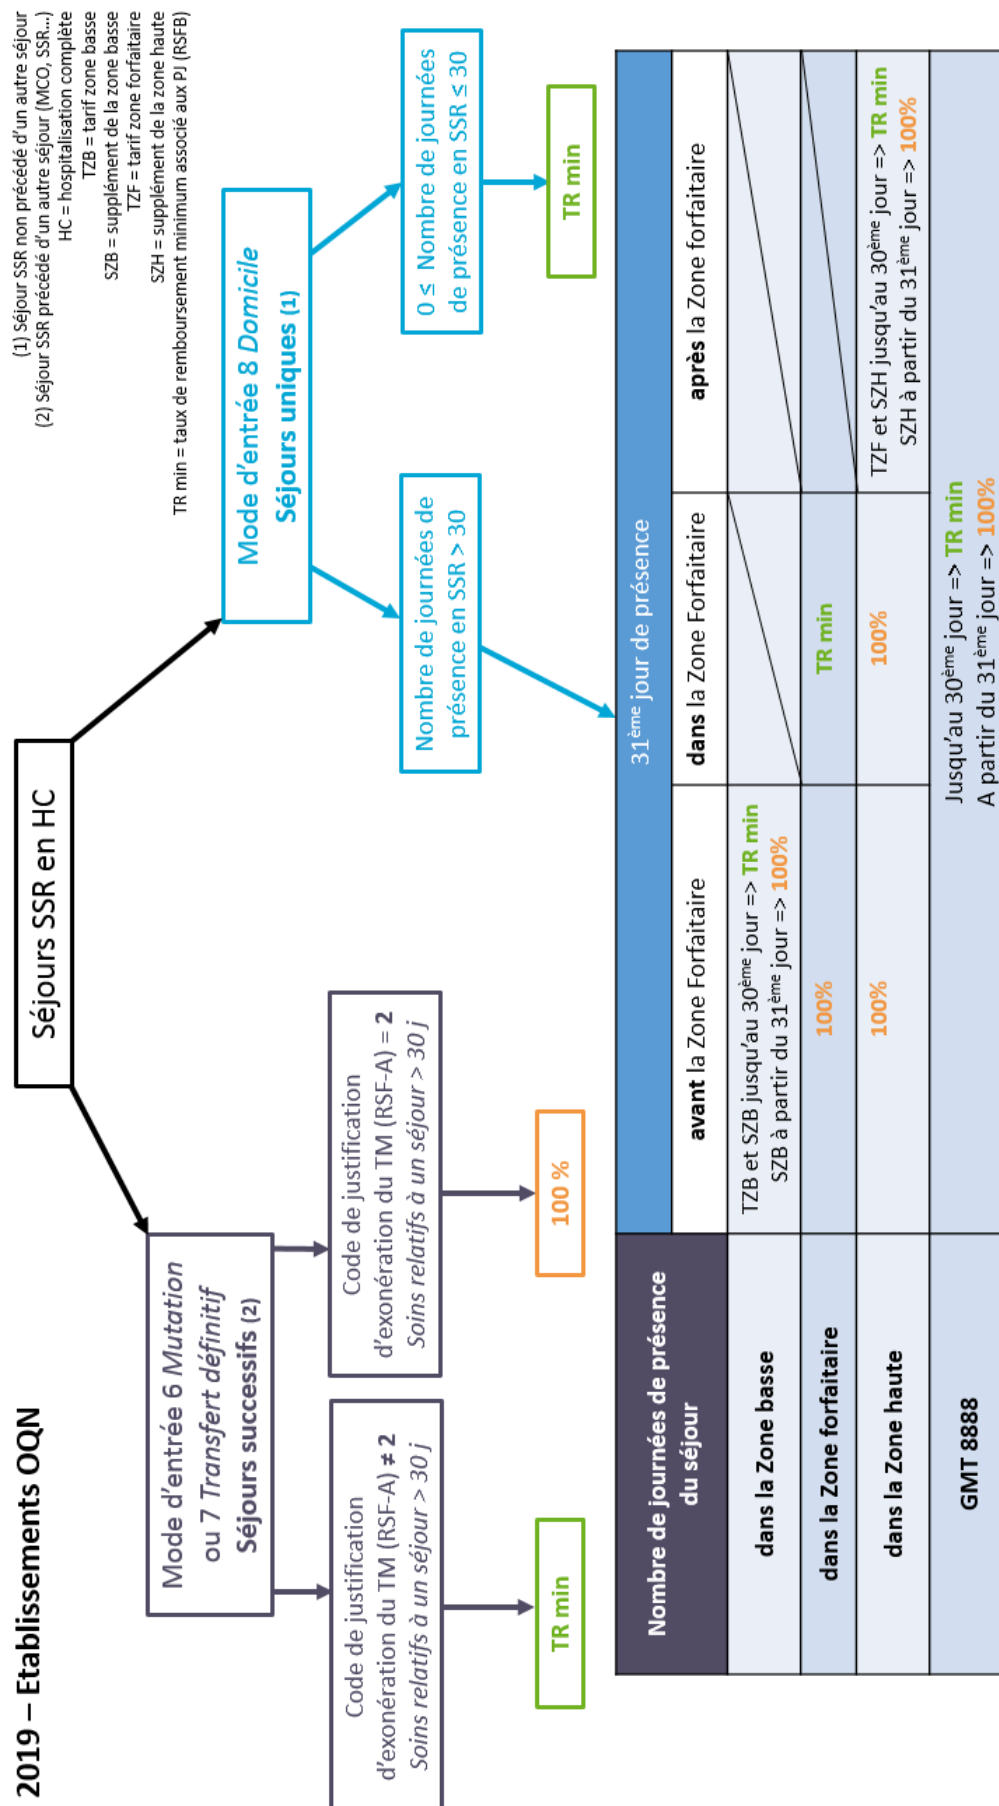 2019 – Etablissements OQN
(1) Séjour SSR non précédé d'un autre séjour
(2) Séjour SSR précédé d'un autre séjour (MCO, SSR...)
HC = hospitalisation complète
TZB = tarif zone basse
SZB = supplément de la zone basse
TZF = tarif zone forfaitaire
SZH = supplément de la zone haute
TR min = taux de remboursement minimum associé aux PJ (RSFB)
Séjours SSR en HC
Mode d'entrée 6 Mutation
ou 7 Transfert définitif
Séjours successifs (2)
Mode d'entrée 8 Domicile
Séjours uniques (1)
Code de justification
d'exonération du TM (RSF-A) ≠ 2
Soins relatifs à un séjour > 30 j
Code de justification
d'exonération du TM (RSF-A) = 2
Soins relatifs à un séjour > 30 j
Nombre de journées de
présence en SSR > 30
0 ≤ Nombre de journées
de présence en SSR ≤ 30
TR min
100 %
TR min
Nombre de journées de présence
du séjour
31ème jour de présence
avant la Zone Forfaitaire
dans la Zone Forfaitaire
après la Zone forfaitaire
dans la Zone basse
TZB et SZB jusqu'au 30ème jour => TR min
SZB à partir du 31ème jour => 100%
dans la Zone forfaitaire
100%
TR min
dans la Zone haute
100%
100%
TZF et SZH jusqu'au 30ème jour => TR min
SZH à partir du 31ème jour => 100%
GMT 8888
Jusqu'au 30ème jour => TR min
A partir du 31ème jour => 100%